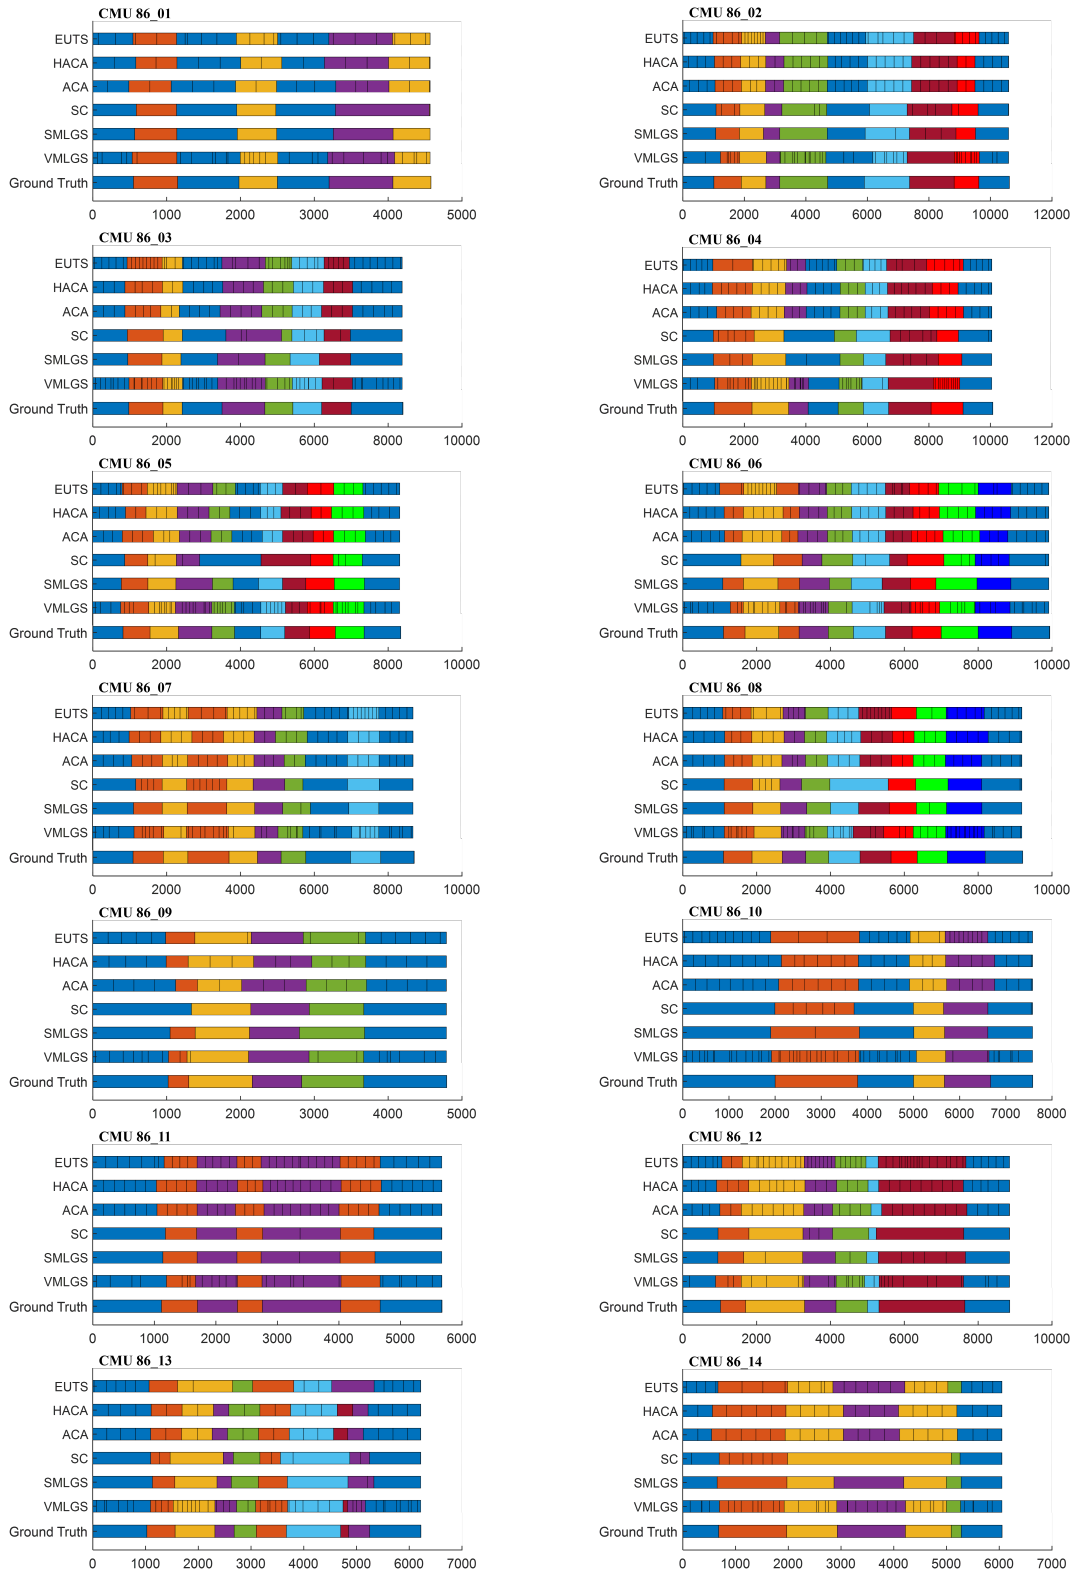 CMU 86_01
EUTS
HACA
ACA
SC
SMLGS
VMLGS
Ground Truth
0 1000 2000 3000 4000 5000
CMU 86_02
EUTS
HACA
ACA
SC
SMLGS
VMLGS
Ground Truth
0 2000 4000 6000 8000 10000 12000
CMU 86_03
EUTS
HACA
ACA
SC
SMLGS
VMLGS
Ground Truth
0 2000 4000 6000 8000 10000
CMU 86_04
EUTS
HACA
ACA
SC
SMLGS
VMLGS
Ground Truth
0 2000 4000 6000 8000 10000 12000
CMU 86_05
EUTS
HACA
ACA
SC
SMLGS
VMLGS
Ground Truth
0 2000 4000 6000 8000 10000
CMU 86_06
EUTS
HACA
ACA
SC
SMLGS
VMLGS
Ground Truth
0 2000 4000 6000 8000 10000
CMU 86_07
EUTS
HACA
ACA
SC
SMLGS
VMLGS
Ground Truth
0 2000 4000 6000 8000 10000
CMU 86_08
EUTS
HACA
ACA
SC
SMLGS
VMLGS
Ground Truth
0 2000 4000 6000 8000 10000
CMU 86_09
EUTS
HACA
ACA
SC
SMLGS
VMLGS
Ground Truth
0 1000 2000 3000 4000 5000
CMU 86_10
EUTS
HACA
ACA
SC
SMLGS
VMLGS
Ground Truth
0 1000 2000 3000 4000 5000 6000 7000 8000
CMU 86_11
EUTS
HACA
ACA
SC
SMLGS
VMLGS
Ground Truth
0 1000 2000 3000 4000 5000 6000
CMU 86_12
EUTS
HACA
ACA
SC
SMLGS
VMLGS
Ground Truth
0 2000 4000 6000 8000 10000
CMU 86_13
EUTS
HACA
ACA
SC
SMLGS
VMLGS
Ground Truth
0 1000 2000 3000 4000 5000 6000 7000
CMU 86_14
EUTS
HACA
ACA
SC
SMLGS
VMLGS
Ground Truth
0 1000 2000 3000 4000 5000 6000 7000